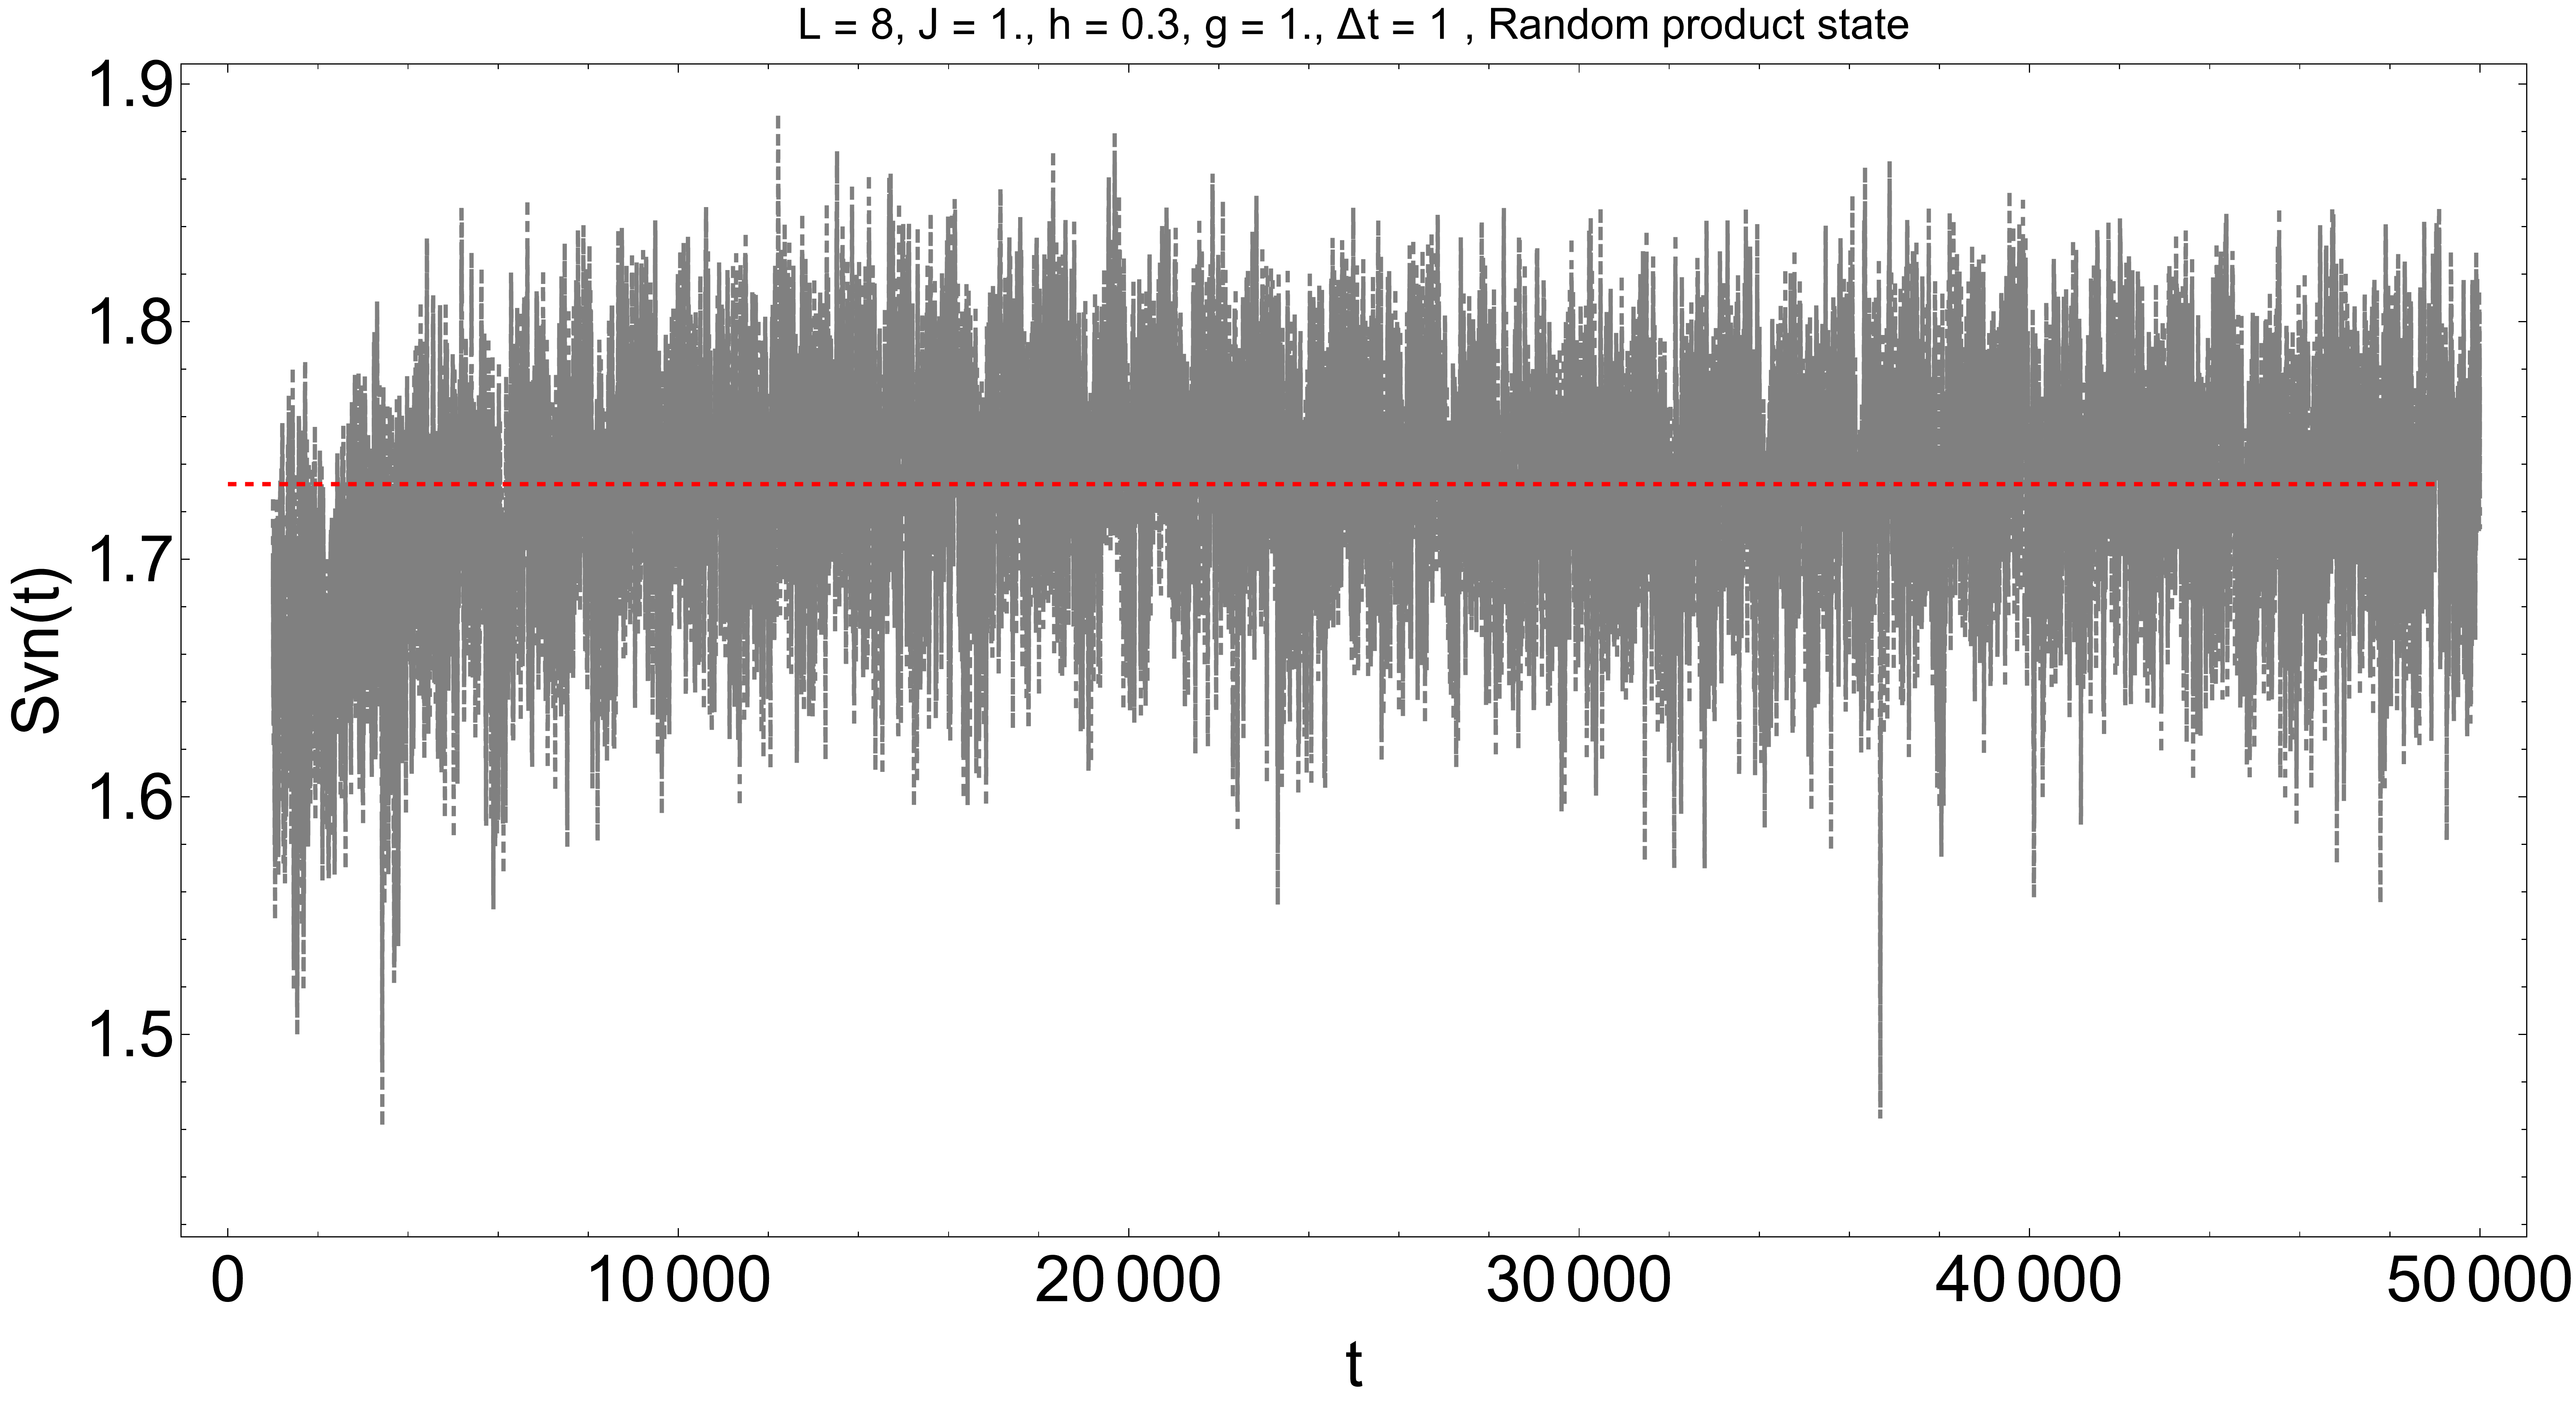 L = 8, J = 1., h = 0.3, g = 1., Δt = 1 , Random product state
1.9
1.8
1.7
1.6
1.5
Svn(t)
0 10 000 20 000 30 000 40 000 50 000
t